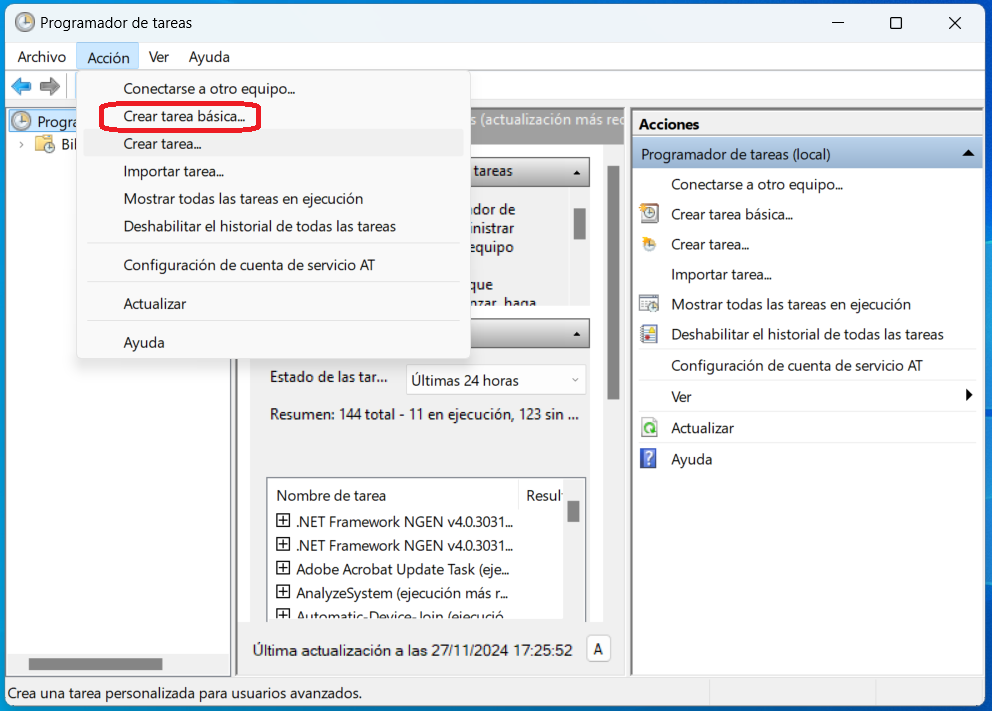 Programador de tareas
Archivo
Acción
Ver
Ayuda
Conectarse a otro equipo...
Crear tarea básica...
Crear tarea...
Importar tarea...
Mostrar todas las tareas en ejecución
Deshabilitar el historial de todas las tareas
Configuración de cuenta de servicio AT
Actualizar
Ayuda
Progra
Bil
s (actualización más rec
tareas
dor de
inistrar
equipo
que
nzar, haga
Estado de las tar...
Últimas 24 horas
Resumen: 144 total - 11 en ejecución, 123 sin ...
Nombre de tarea
Resul
.NET Framework NGEN v4.0.3031...
.NET Framework NGEN v4.0.3031...
Adobe Acrobat Update Task (eje...
AnalyzeSystem (ejecución más r...
Automatic-Device-Join (ejecució
Última actualización a las 27/11/2024 17:25:52
A
Acciones
Programador de tareas (local)
Conectarse a otro equipo...
Crear tarea básica...
Crear tarea...
Importar tarea...
Mostrar todas las tareas en ejecución
Deshabilitar el historial de todas las tareas
Configuración de cuenta de servicio AT
Ver
Actualizar
Ayuda
Crea una tarea personalizada para usuarios avanzados.